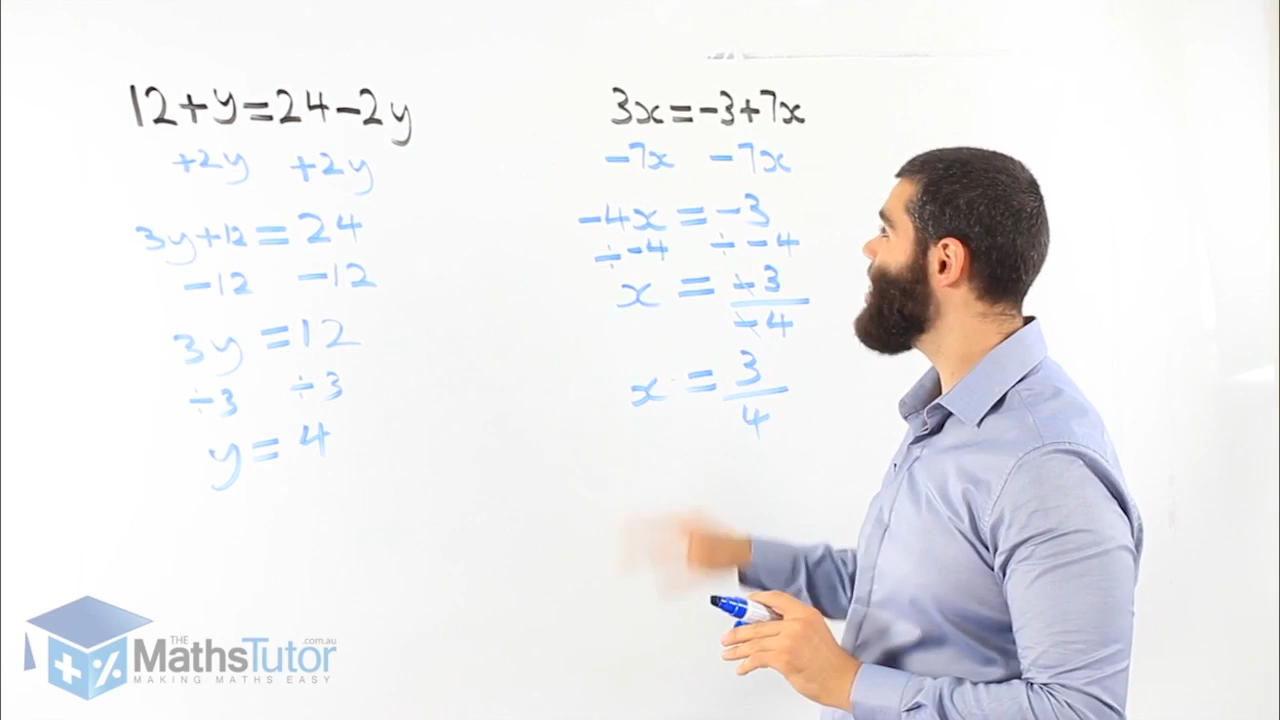 12+y=24-2y
+2y +2y
3y+12=24
-12 -12
3y=12
÷3 ÷3
y=4
3x=-3+7x
-7x -7x
-4x=-3
÷-4 ÷-4
x=-3/-4
x=3/4
THE MathsTutor .com.au
MAKING MATHS EASY